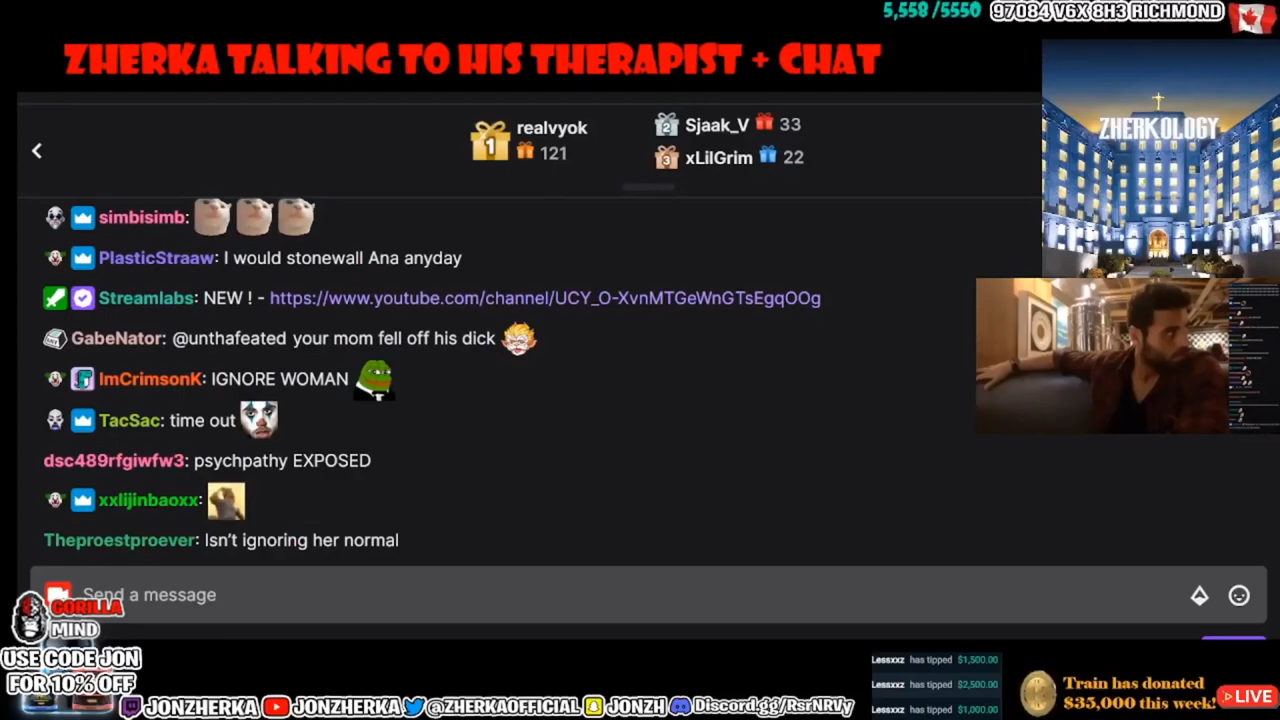 5,558 /5550
97084 V6X 8H3 RICHMOND
ZHERKA TALKING TO HIS THERAPIST + CHAT
ZHERKOLOGY
1
realvyok
121
2
Sjaak_V 33
3
xLilGrim 22
simbisimb:
PlasticStraaw: I would stonewall Ana anyday
Streamlabs: NEW ! - https://www.youtube.com/channel/UCY_O-XvnMTGeWnGTsEgqOOg
GabeNator: @unthafeated your mom fell off his dick
ImCrimsonK: IGNORE WOMAN
TacSac: time out
dsc489rfgiwfw3: psychpathy EXPOSED
xxlijinbaoxx:
Theproestproever: Isn't ignoring her normal
Send a message
GORILLA
MIND
USE CODE JON
FOR 10% OFF
JONZHERKA JONZHERKA @ZHERKAOFFICIAL JONZH Discord.gg/RsrNRVy
Lessxxz has tipped $1,500.00
Lessxxz has tipped $2,500.00
Lessxxz has tipped $1,000.00
Train has donated
$35,000 this week!
LIVE